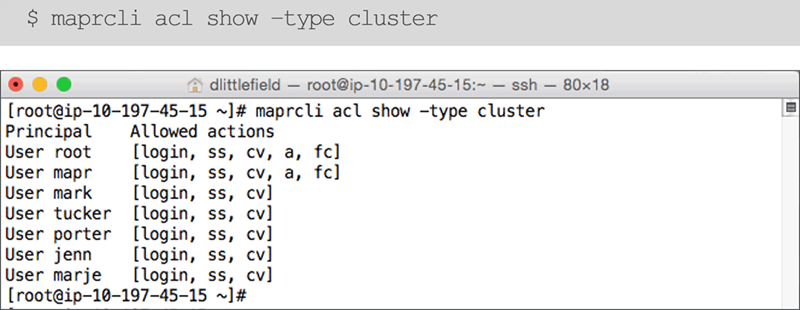 $ maprcli acl show –type cluster
dlittlefield — root@ip-10-197-45-15:~ — ssh — 80×18
[root@ip-10-197-45-15 ~]# maprcli acl show -type cluster
Principal Allowed actions
User root [login, ss, cv, a, fc]
User mapr [login, ss, cv, a, fc]
User mark [login, ss, cv]
User tucker [login, ss, cv]
User porter [login, ss, cv]
User jenn [login, ss, cv]
User marje [login, ss, cv]
[root@ip-10-197-45-15 ~]#